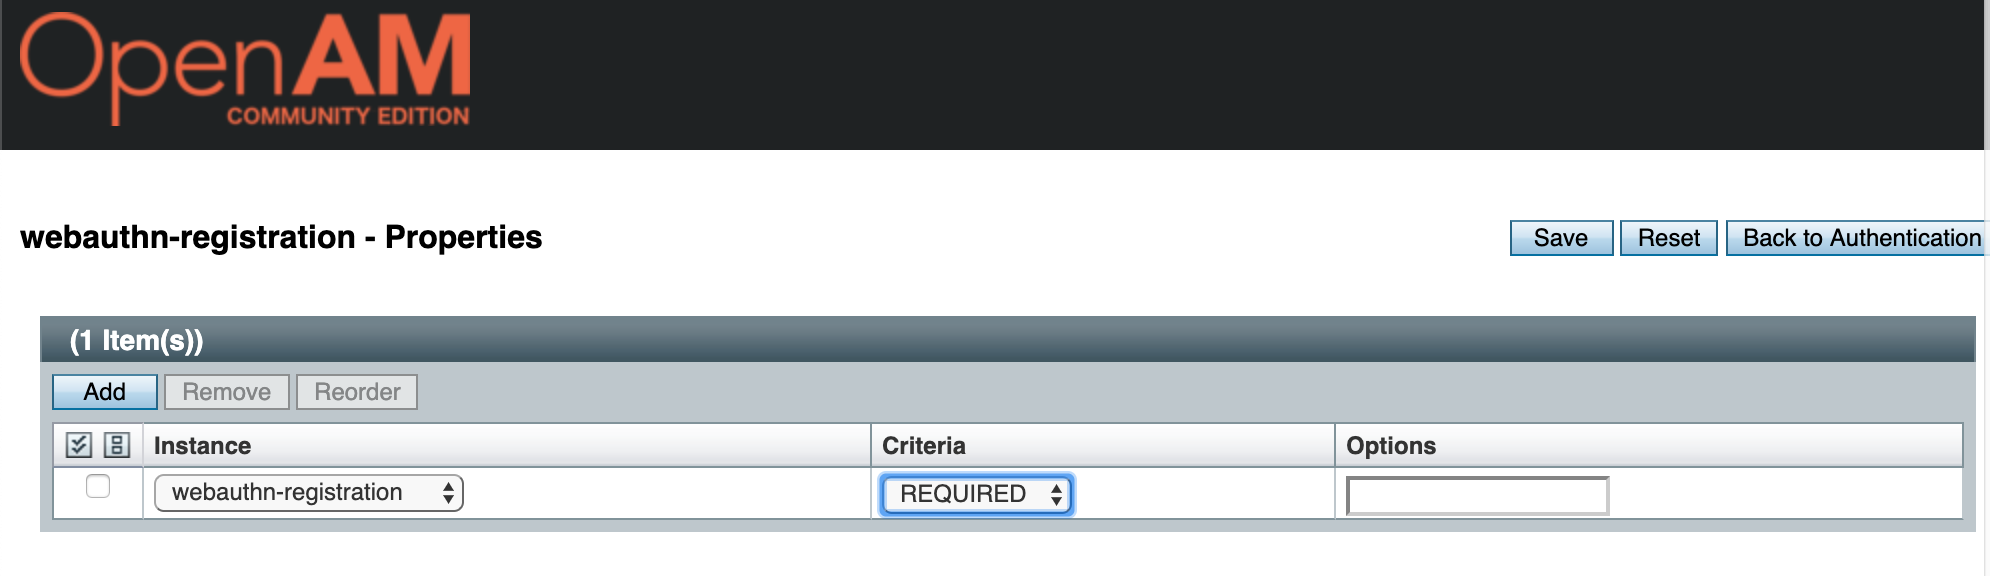 OpenAM
COMMUNITY EDITION
webauthn-registration - Properties
Save Reset Back to Authentication
(1 Item(s))
Add Remove Reorder
Instance Criteria Options
webauthn-registration REQUIRED